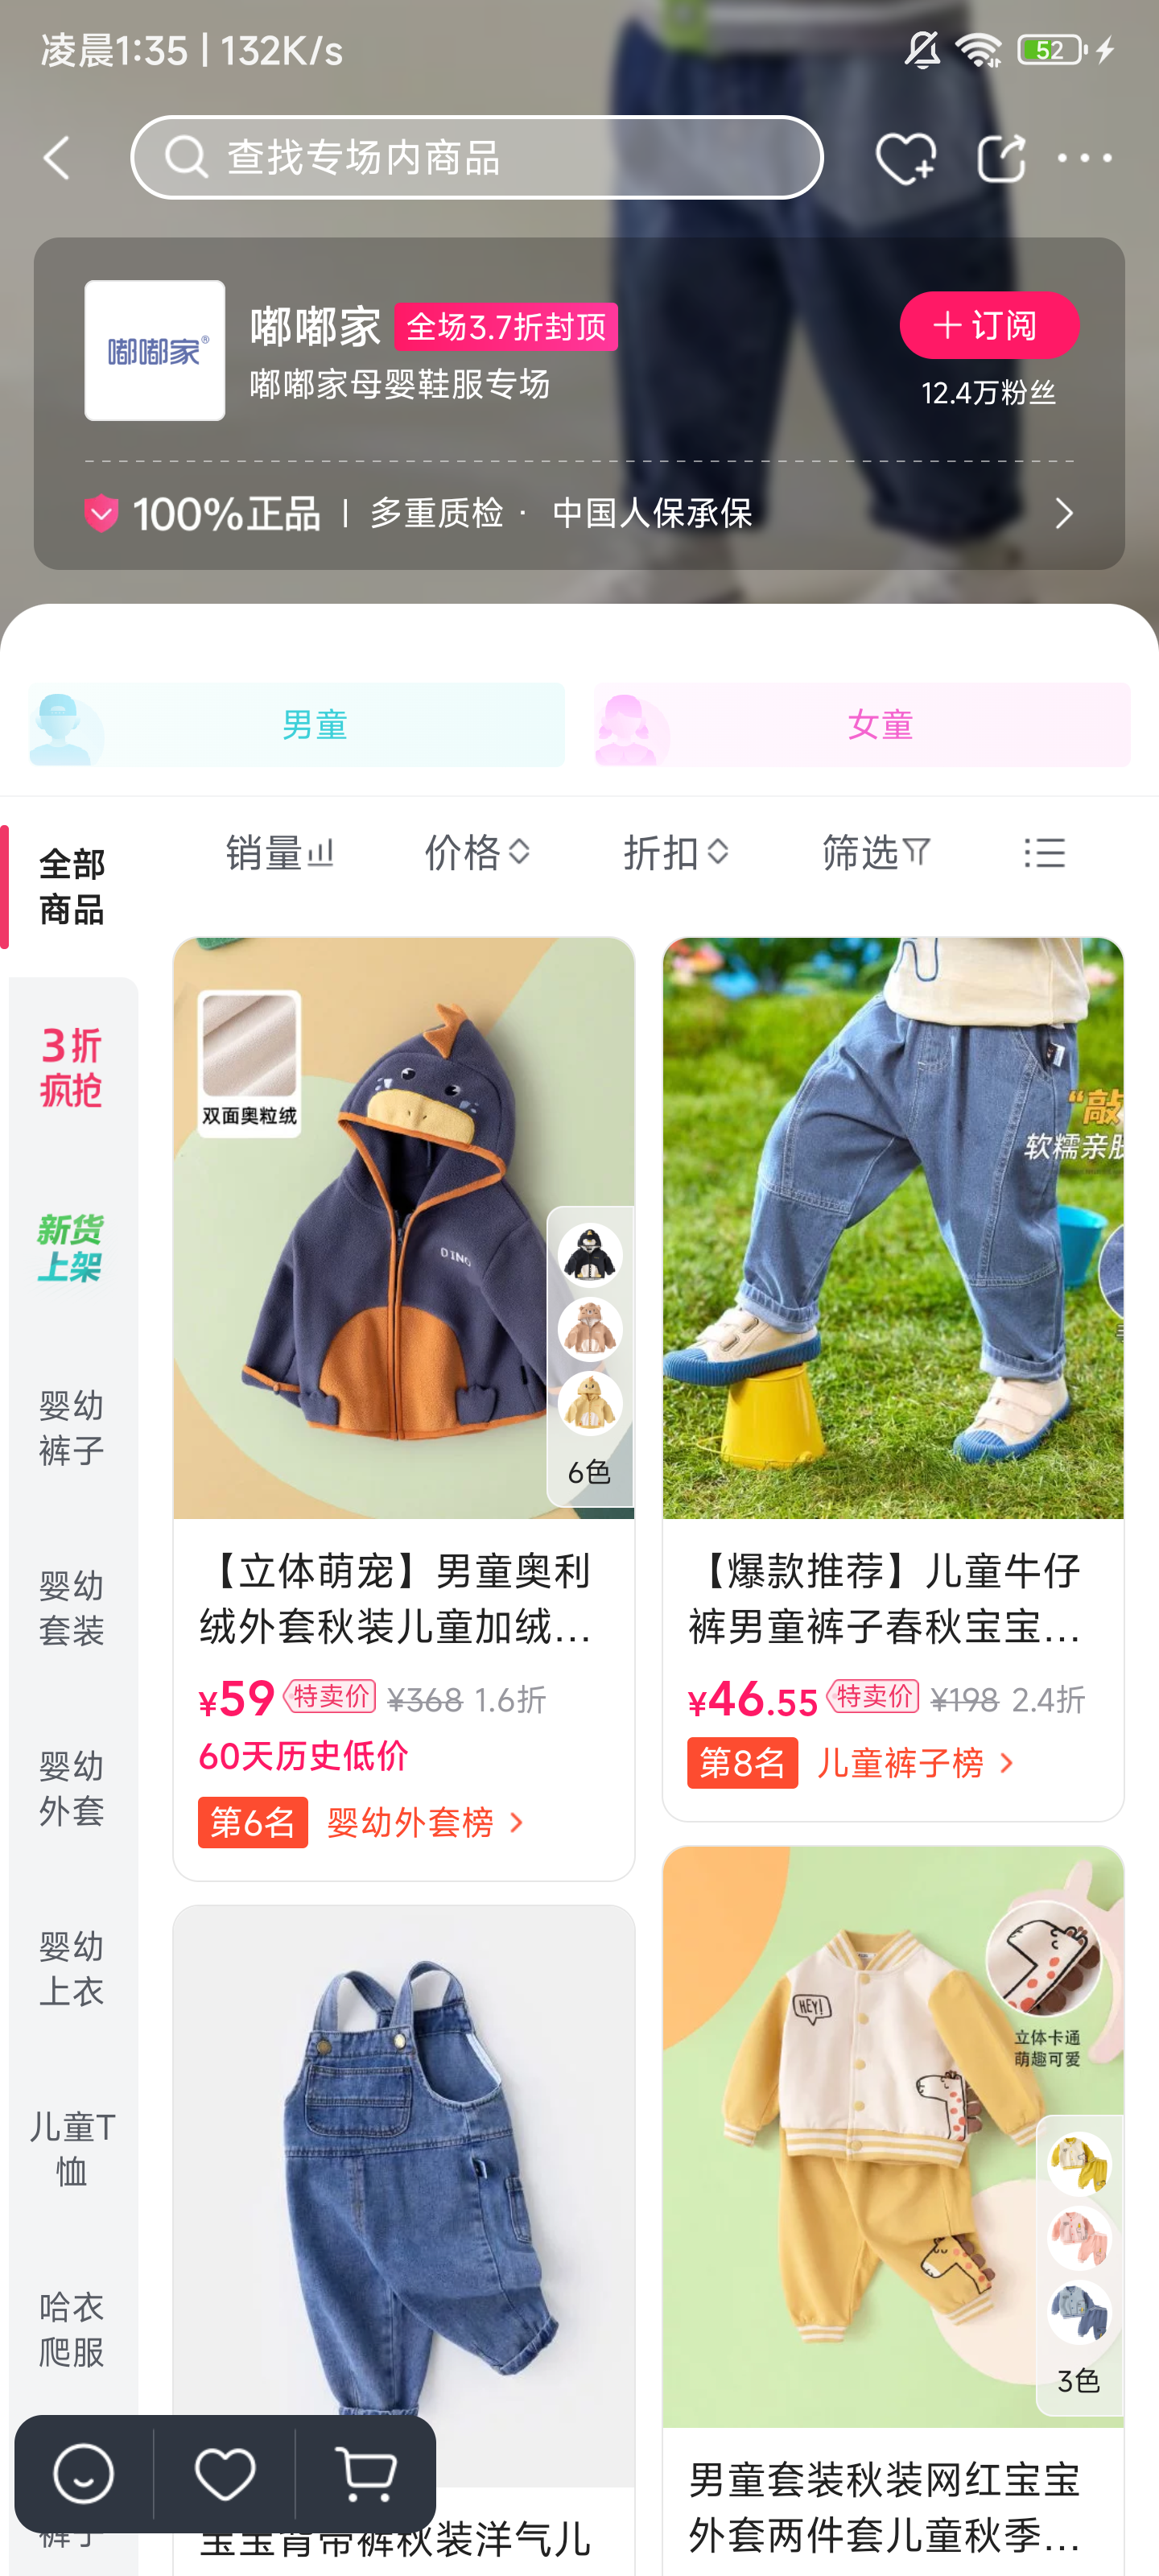 凌晨1:35 | 132K/s
52
查找专场内商品
嘟嘟家®
嘟嘟家
全场3.7折封顶
嘟嘟家母婴鞋服专场
+ 订阅
12.4万粉丝
100%正品 | 多重质检 · 中国人保承保
男童
女童
全部
商品
3折
疯抢
新货
上架
婴幼
裤子
婴幼
套装
婴幼
外套
婴幼
上衣
儿童T
恤
哈衣
爬服
裤子
销量
价格
折扣
筛选
双面奥粒绒
DINO
6色
【立体萌宠】男童奥利
绒外套秋装儿童加绒...
¥59 特卖价 ¥368 1.6折
60天历史低价
第6名 婴幼外套榜
“敲
软糯亲肤
【爆款推荐】儿童牛仔
裤男童裤子春秋宝宝...
¥46.55 特卖价 ¥198 2.4折
第8名 儿童裤子榜
宝宝背带裤秋装洋气儿
HEY!
立体卡通
萌趣可爱
3色
男童套装秋装网红宝宝
外套两件套儿童秋季...